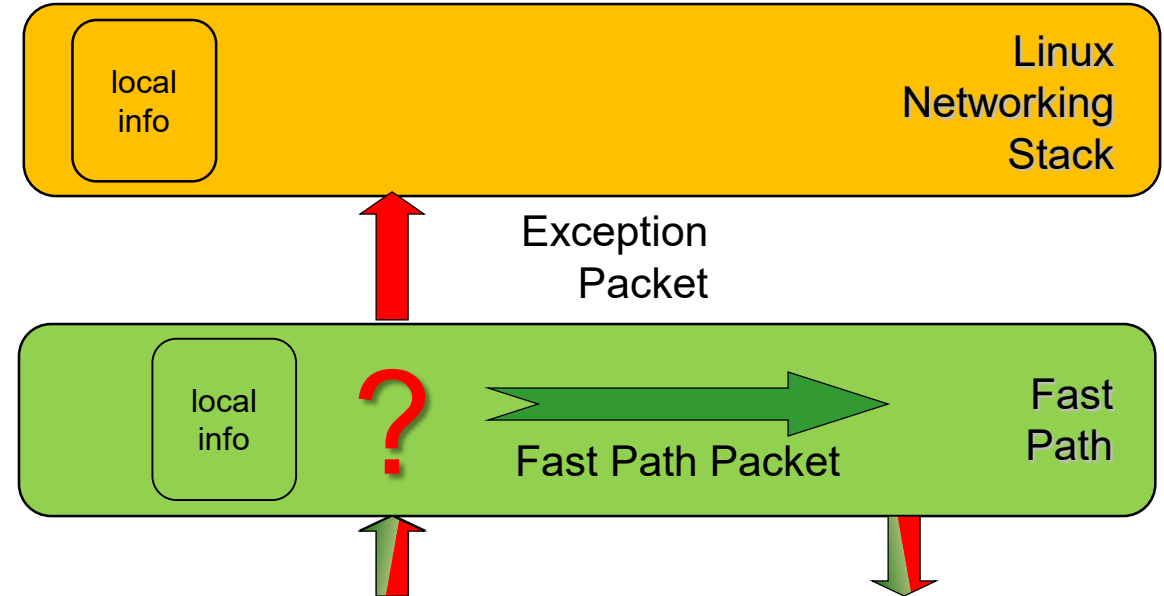 local
info
Linux
Networking
Stack
Exception
Packet
local
info
?
Fast Path Packet
Fast
Path